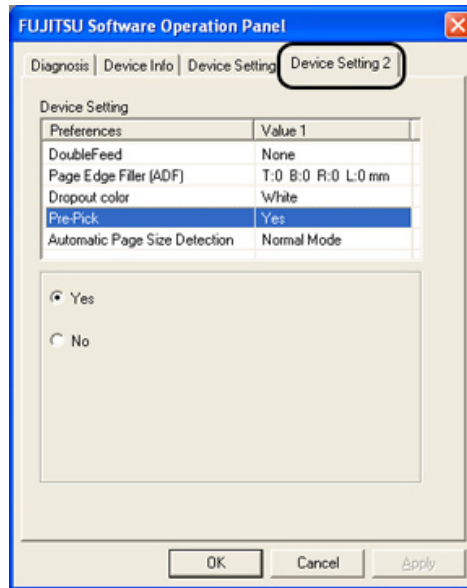 FUJITSU Software Operation Panel
Diagnosis Device Info Device Setting Device Setting 2
Device Setting
Preferences Value 1
DoubleFeed None
Page Edge Filler (ADF) T:0 B:0 R:0 L:0 mm
Dropout color White
Pre-Pick Yes
Automatic Page Size Detection Normal Mode
Yes
No
OK Cancel Apply